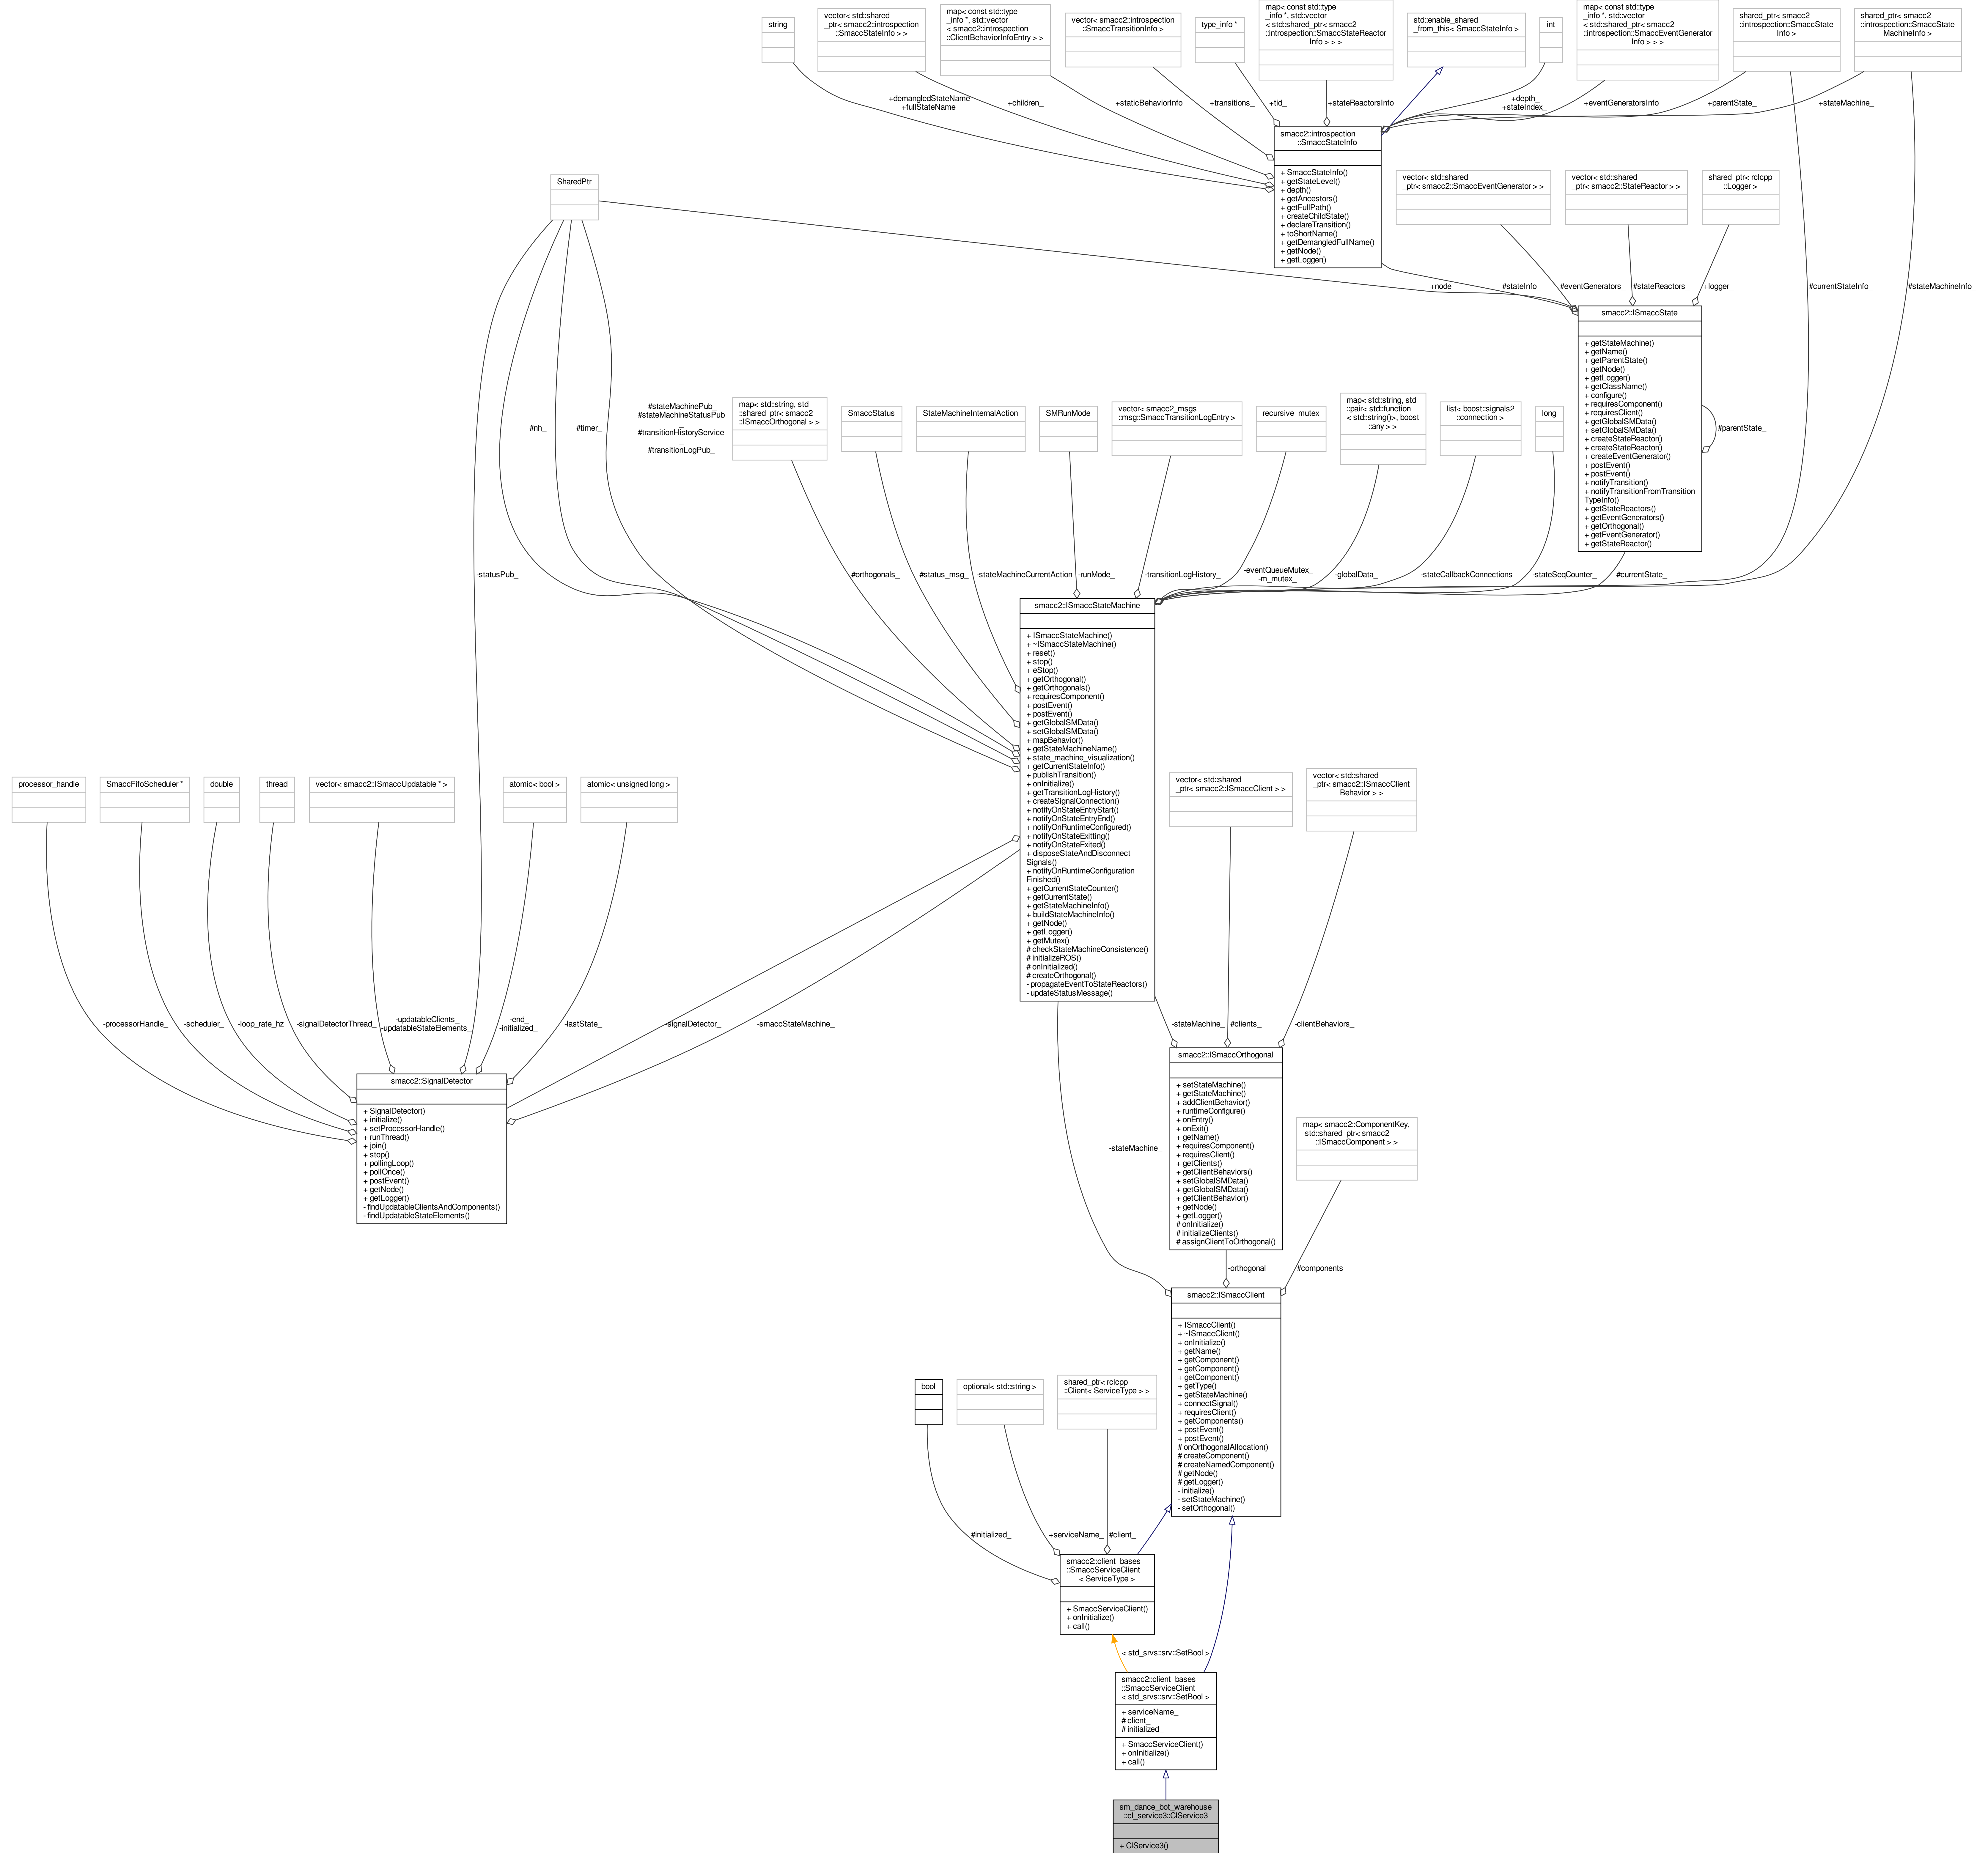 string
vector< std::shared
_ptr< smacc2::introspection
::SmaccStateInfo > >
map< const std::type
_info *, std::vector
< smacc2::introspection
::ClientBehaviorInfoEntry > >
vector< smacc2::introspection
::SmaccTransitionInfo >
type_info *
map< const std::type
_info *, std::vector
< std::shared_ptr< smacc2
::introspection::SmaccStateReactor
Info > > >
std::enable_shared
_from_this< SmaccStateInfo >
int
map< const std::type
_info *, std::vector
< std::shared_ptr< smacc2
::introspection::SmaccEventGenerator
Info > > >
shared_ptr< smacc2
::introspection::SmaccState
Info >
shared_ptr< smacc2
::introspection::SmaccState
MachineInfo >
+demangledStateName
+fullStateName
+children_
+staticBehaviorInfo
+transitions_
+tid_
+stateReactorsInfo
+depth_
+stateIndex_
+eventGeneratorsInfo
+parentState_
+stateMachine_
smacc2::introspection
::SmaccStateInfo
+ SmaccStateInfo()
+ getStateLevel()
+ depth()
+ getAncestors()
+ getFullPath()
+ createChildState()
+ declareTransition()
+ toShortName()
+ getDemangledFullName()
+ getNode()
+ getLogger()
SharedPtr
vector< std::shared
_ptr< smacc2::SmaccEventGenerator > >
vector< std::shared
_ptr< smacc2::StateReactor > >
shared_ptr< rclcpp
::Logger >
+node_
#stateInfo_
#eventGenerators_
#stateReactors_
+logger_
#currentStateInfo_
#stateMachineInfo_
smacc2::ISmaccState
+ getStateMachine()
+ getName()
+ getParentState()
+ getNode()
+ getLogger()
+ getClassName()
+ configure()
+ requiresComponent()
+ requiresClient()
+ getGlobalSMData()
+ setGlobalSMData()
+ createStateReactor()
+ createStateReactor()
+ createEventGenerator()
+ postEvent()
+ postEvent()
+ notifyTransition()
+ notifyTransitionFromTransition
TypeInfo()
+ getStateReactors()
+ getEventGenerators()
+ getOrthogonal()
+ getEventGenerator()
+ getStateReactor()
#parentState_
#nh_
#timer_
#stateMachinePub_
#stateMachineStatusPub
_
#transitionHistoryService
_
#transitionLogPub_
map< std::string, std
::shared_ptr< smacc2
::ISmaccOrthogonal > >
SmaccStatus
StateMachineInternalAction
SMRunMode
vector< smacc2_msgs
::msg::SmaccTransitionLogEntry >
recursive_mutex
map< std::string, std
::pair< std::function
< std::string()>, boost
::any > >
list< boost::signals2
::connection >
long
-statusPub_
#orthogonals_
#status_msg_
-stateMachineCurrentAction
-runMode_
-transitionLogHistory_
-eventQueueMutex_
-m_mutex_
-globalData_
-stateCallbackConnections
-stateSeqCounter_
#currentState_
smacc2::ISmaccStateMachine
+ ISmaccStateMachine()
+ ~ISmaccStateMachine()
+ reset()
+ stop()
+ eStop()
+ getOrthogonal()
+ getOrthogonals()
+ requiresComponent()
+ postEvent()
+ postEvent()
+ getGlobalSMData()
+ setGlobalSMData()
+ mapBehavior()
+ getStateMachineName()
+ state_machine_visualization()
+ getCurrentStateInfo()
+ publishTransition()
+ onInitialize()
+ getTransitionLogHistory()
+ createSignalConnection()
+ notifyOnStateEntryStart()
+ notifyOnStateEntryEnd()
+ notifyOnRuntimeConfigured()
+ notifyOnStateExitting()
+ notifyOnStateExited()
+ disposeStateAndDisconnect
Signals()
+ notifyOnRuntimeConfiguration
Finished()
+ getCurrentStateCounter()
+ getCurrentState()
+ getStateMachineInfo()
+ buildStateMachineInfo()
+ getNode()
+ getLogger()
+ getMutex()
# checkStateMachineConsistence()
# initializeROS()
# onInitialized()
# createOrthogonal()
- propagateEventToStateReactors()
- updateStatusMessage()
processor_handle
SmaccFifoScheduler *
double
thread
vector< smacc2::ISmaccUpdatable * >
atomic< bool >
atomic< unsigned long >
vector< std::shared
_ptr< smacc2::ISmaccClient > >
vector< std::shared
_ptr< smacc2::ISmaccClient
Behavior > >
-processorHandle_
-scheduler_
-loop_rate_hz
-signalDetectorThread_
-updatableClients_
-updatableStateElements_
-end_
-initialized_
-lastState_
-signalDetector_
-smaccStateMachine_
-stateMachine_
#clients_
-clientBehaviors_
smacc2::SignalDetector
+ SignalDetector()
+ initialize()
+ setProcessorHandle()
+ runThread()
+ join()
+ stop()
+ pollingLoop()
+ pollOnce()
+ postEvent()
+ getNode()
+ getLogger()
- findUpdatableClientsAndComponents()
- findUpdatableStateElements()
smacc2::ISmaccOrthogonal
+ setStateMachine()
+ getStateMachine()
+ addClientBehavior()
+ runtimeConfigure()
+ onEntry()
+ onExit()
+ getName()
+ requiresComponent()
+ requiresClient()
+ getClients()
+ getClientBehaviors()
+ setGlobalSMData()
+ getGlobalSMData()
+ getClientBehavior()
+ getNode()
+ getLogger()
# onInitialize()
# initializeClients()
# assignClientToOrthogonal()
map< smacc2::ComponentKey,
std::shared_ptr< smacc2
::ISmaccComponent > >
-stateMachine_
-orthogonal_
#components_
smacc2::ISmaccClient
+ ISmaccClient()
+ ~ISmaccClient()
+ onInitialize()
+ getName()
+ getComponent()
+ getComponent()
+ getComponent()
+ getType()
+ getStateMachine()
+ connectSignal()
+ requiresClient()
+ getComponents()
+ postEvent()
+ postEvent()
# onOrthogonalAllocation()
# createComponent()
# createNamedComponent()
# getNode()
# getLogger()
- initialize()
- setStateMachine()
- setOrthogonal()
bool
optional< std::string >
shared_ptr< rclcpp
::Client< ServiceType > >
#initialized_
+serviceName_
#client_
smacc2::client_bases
::SmaccServiceClient
< ServiceType >
+ SmaccServiceClient()
+ onInitialize()
+ call()
< std_srvs::srv::SetBool >
smacc2::client_bases
::SmaccServiceClient
< std_srvs::srv::SetBool >
+ serviceName_
# client_
# initialized_
+ SmaccServiceClient()
+ onInitialize()
+ call()
sm_dance_bot_warehouse
::cl_service3::ClService3
+ ClService3()